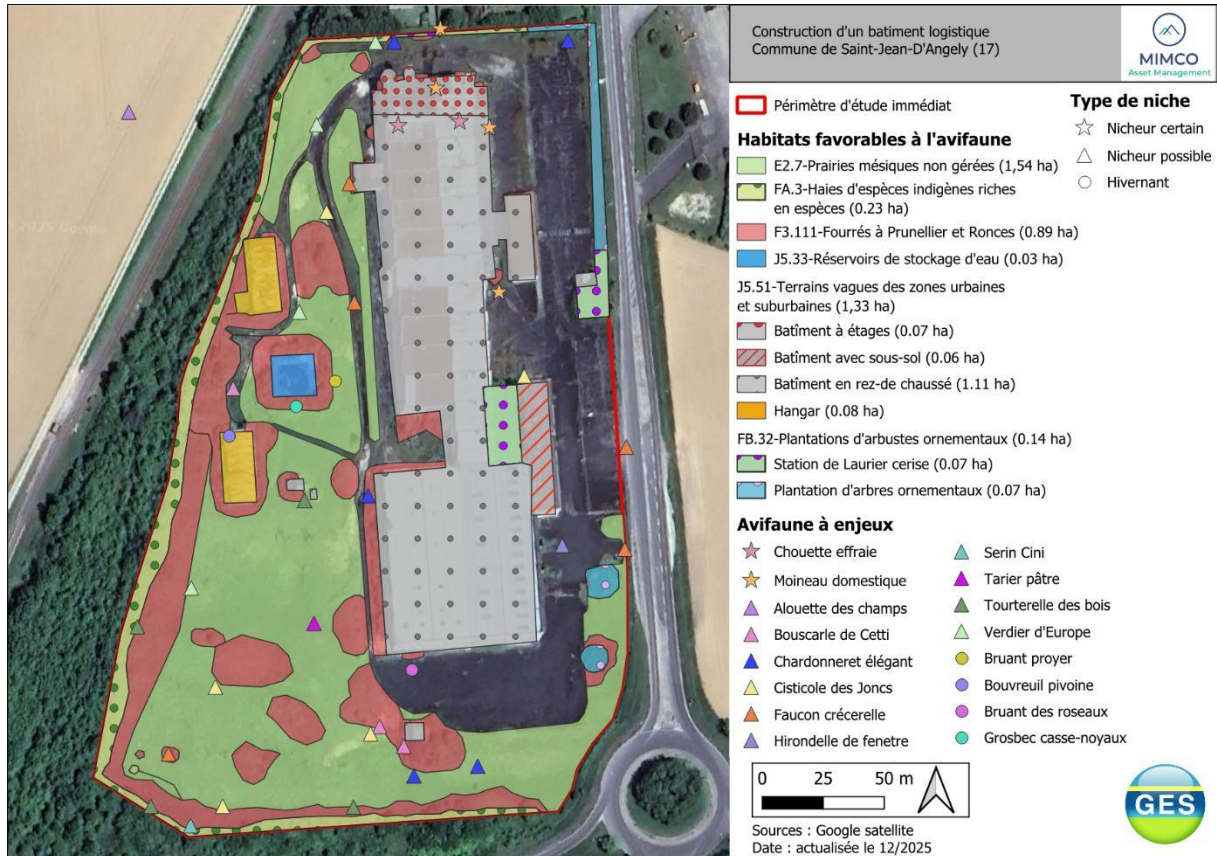 Construction d'un batiment logistique
Commune de Saint-Jean-D'Angely (17)
MIMCO
Asset Management
Périmètre d'étude immédiat
Habitats favorables à l'avifaune
E2.7-Prairies mésiques non gérées (1,54 ha)
FA.3-Haies d'espèces indigènes riches
en espèces (0.23 ha)
F3.111-Fourrés à Prunellier et Ronces (0.89 ha)
J5.33-Réservoirs de stockage d'eau (0.03 ha)
J5.51-Terrains vagues des zones urbaines
et suburbaines (1,33 ha)
Batîment à étages (0.07 ha)
Batîment avec sous-sol (0.06 ha)
Batîment en rez-de chaussé (1.11 ha)
Hangar (0.08 ha)
FB.32-Plantations d'arbustes ornementaux (0.14 ha)
Station de Laurier cerise (0.07 ha)
Plantation d'arbres ornementaux (0.07 ha)
Type de niche
Nicheur certain
Nicheur possible
Hivernant
Avifaune à enjeux
Chouette effraie
Moineau domestique
Alouette des champs
Bouscarle de Cetti
Chardonneret élégant
Cisticole des Joncs
Faucon crécerelle
Hirondelle de fenetre
Serin Cini
Tarier pâtre
Tourterelle des bois
Verdier d'Europe
Bruant proyer
Bouvreuil pivoine
Bruant des roseaux
Grosbec casse-noyaux
0 25 50 m
Sources : Google satellite
Date : actualisée le 12/2025
GES